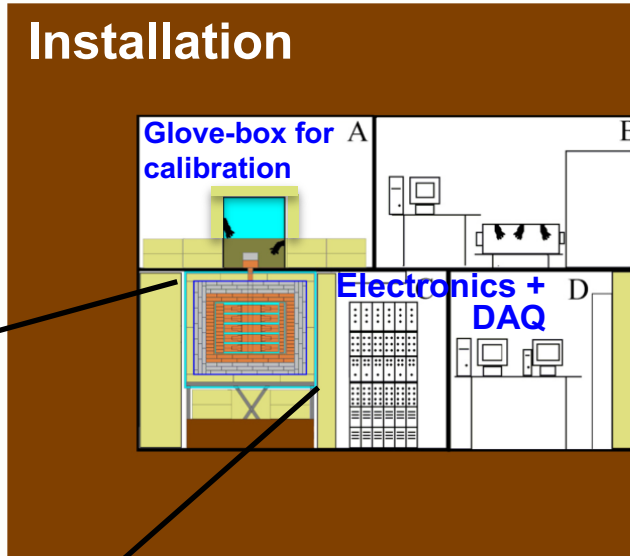 Installation
Glove-box for A
calibration
B
Electronics +
C
DAQ
D